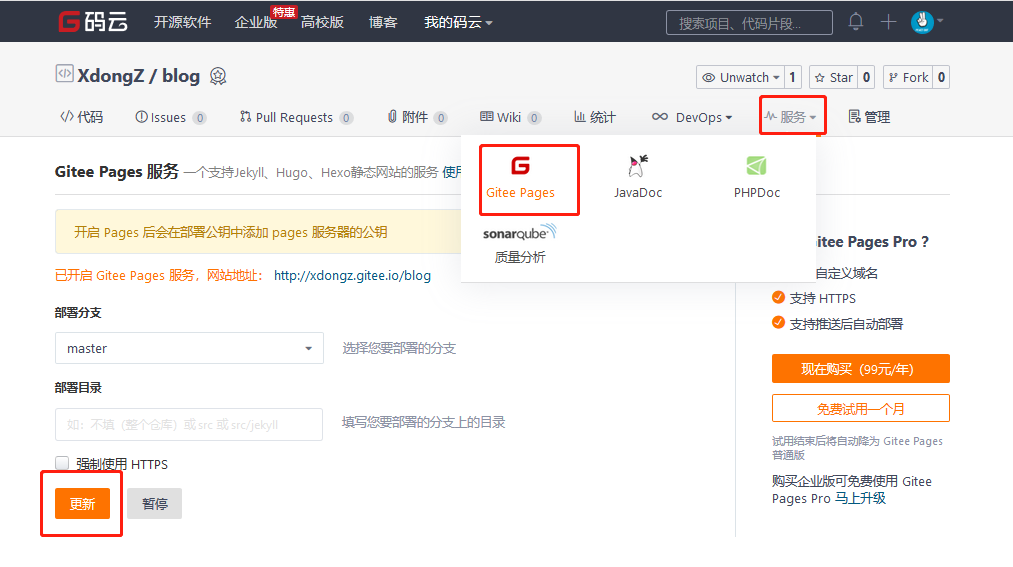 G码云 开源软件 企业版 特惠 高校版 博客 我的码云 搜索项目、代码片段...
XdongZ / blog Unwatch 1 Star 0 Fork 0
代码 Issues 0 Pull Requests 0 附件 0 Wiki 0 统计 DevOps 服务 管理
Gitee Pages 服务 一个支持Jekyll、Hugo、Hexo静态网站的服务 使用
Gitee Pages JavaDoc PHPDoc
sonarqube
质量分析
开启 Pages 后会在部署公钥中添加 pages 服务器的公钥
已开启 Gitee Pages 服务，网站地址： http://xdongz.gitee.io/blog
部署分支
master 选择您要部署的分支
部署目录
如：不填（整个仓库）或 src 或 src/jekyll 填写您要部署的分支上的目录
强制使用 HTTPS
更新 暂停
Gitee Pages Pro ?
自定义域名
支持 HTTPS
支持推送后自动部署
现在购买（99元/年）
免费试用一个月
试用结束后将自动降为 Gitee Pages
普通版
购买企业版可免费使用 Gitee
Pages Pro 马上升级